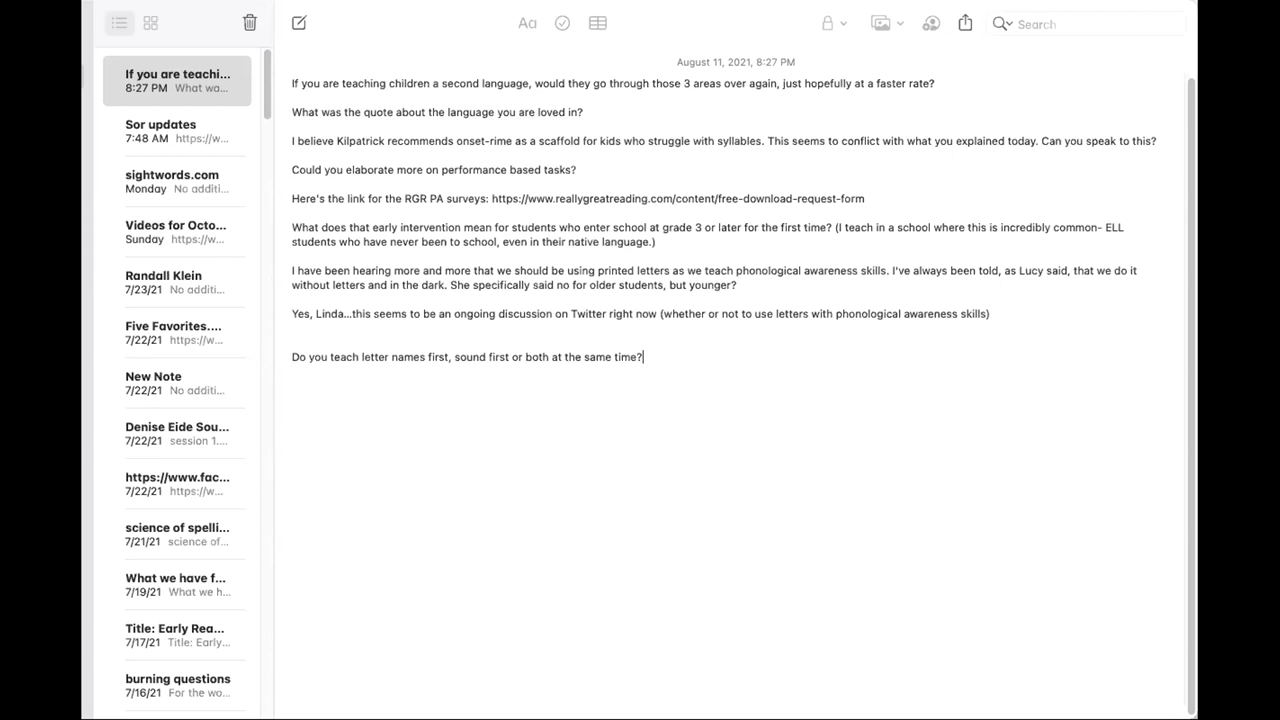 Aa
Search
If you are teachi...
8:27 PM What wa...
Sor updates
7:48 AM https://w...
sightwords.com
Monday No additi...
Videos for Octo...
Sunday https://w...
Randall Klein
7/23/21 No additi...
Five Favorites....
7/22/21 https://w...
New Note
7/22/21 No additi...
Denise Eide Sou...
7/22/21 session 1....
https://www.fac...
7/22/21 https://w...
science of spelli...
7/21/21 science of...
What we have f...
7/19/21 What we h...
Title: Early Rea...
7/17/21 Title: Early...
burning questions
7/16/21 For the wo...
August 11, 2021, 8:27 PM
If you are teaching children a second language, would they go through those 3 areas over again, just hopefully at a faster rate?
What was the quote about the language you are loved in?
I believe Kilpatrick recommends onset-rime as a scaffold for kids who struggle with syllables. This seems to conflict with what you explained today. Can you speak to this?
Could you elaborate more on performance based tasks?
Here's the link for the RGR PA surveys: https://www.reallygreatreading.com/content/free-download-request-form
What does that early intervention mean for students who enter school at grade 3 or later for the first time? (I teach in a school where this is incredibly common- ELL
students who have never been to school, even in their native language.)
I have been hearing more and more that we should be using printed letters as we teach phonological awareness skills. I've always been told, as Lucy said, that we do it
without letters and in the dark. She specifically said no for older students, but younger?
Yes, Linda...this seems to be an ongoing discussion on Twitter right now (whether or not to use letters with phonological awareness skills)
Do you teach letter names first, sound first or both at the same time?